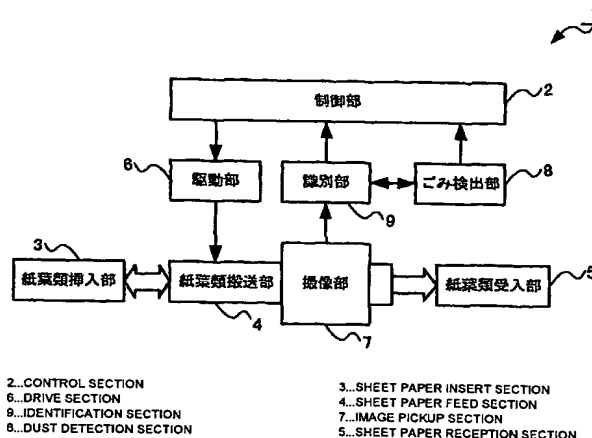 1
制御部
2
6
駆動部
識別部
ごみ検出部
8
9
3
紙葉類挿入部
紙葉類搬送部
撮像部
紙葉類受入部
5
4
7
2...CONTROL SECTION
6...DRIVE SECTION
9...IDENTIFICATION SECTION
8...DUST DETECTION SECTION
3...SHEET PAPER INSERT SECTION
4...SHEET PAPER FEED SECTION
7...IMAGE PICKUP SECTION
5...SHEET PAPER RECEPTION SECTION